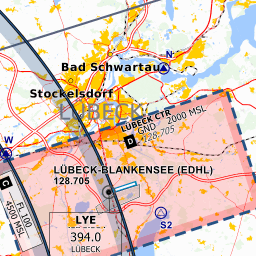 Bad Schwartau
N
Stockelsdorf
LÜBECK
LÜBECK CTR
GND 2000 MSL
128.705
D
W
LÜBECK-BLANKENSEE (EDHL)
128.705
C
FL 100
4500 MSL
LYE
394.0
LÜBECK
S2